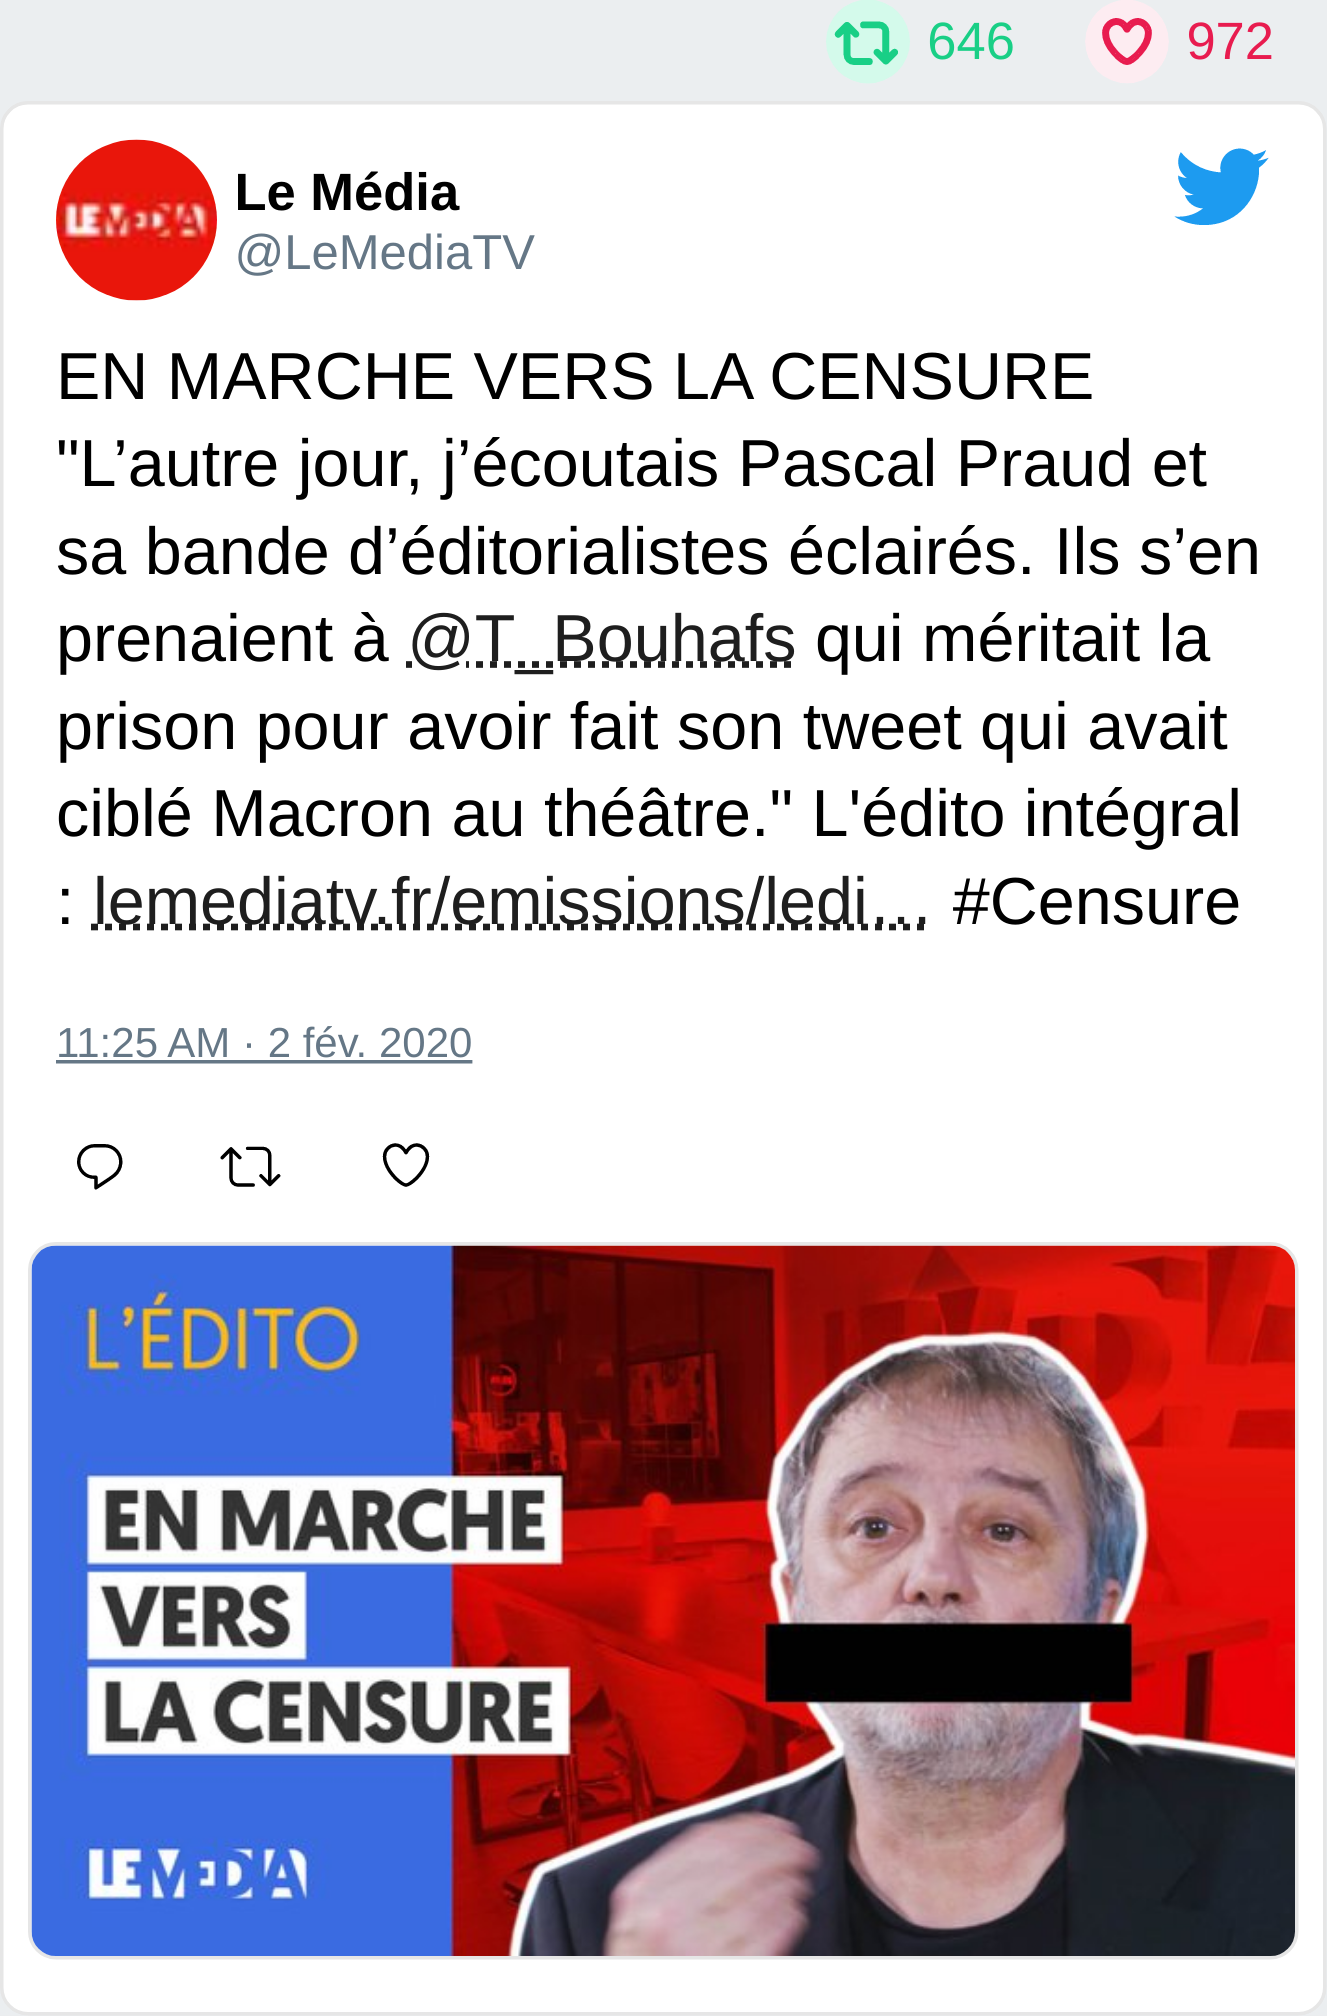 646 972
LE MEDIA
Le Média
@LeMediaTV
EN MARCHE VERS LA CENSURE
"L’autre jour, j’écoutais Pascal Praud et
sa bande d’éditorialistes éclairés. Ils s’en
prenaient à @T_Bouhafs qui méritait la
prison pour avoir fait son tweet qui avait
ciblé Macron au théâtre." L'édito intégral
: lemediatv.fr/emissions/ledi… #Censure
11:25 AM · 2 fév. 2020
L’ÉDITO
EN MARCHE
VERS
LA CENSURE
LE MEDIA